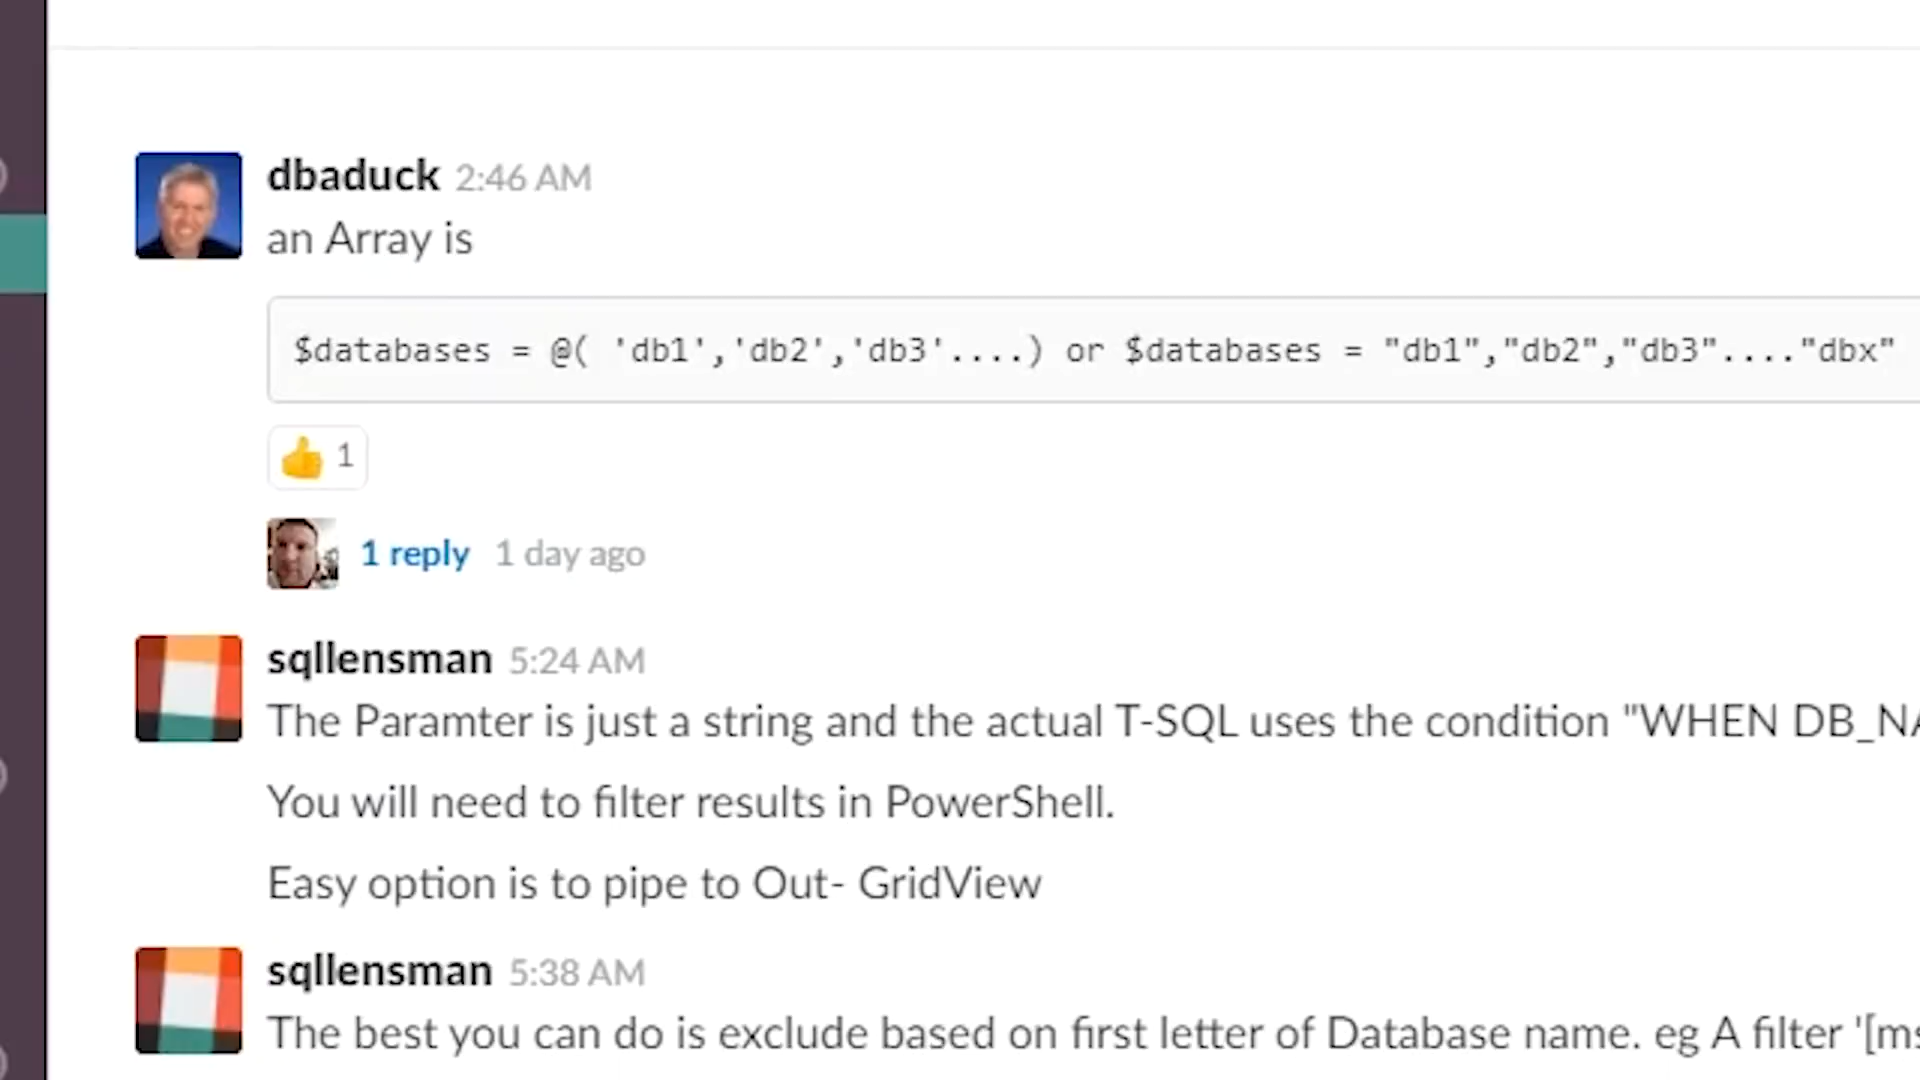 dbaduck 2:46 AM
an Array is
$databases = @( 'db1','db2','db3'....) or $databases = "db1","db2","db3"...."dbx"
1
1 reply 1 day ago
sqllensman 5:24 AM
The Paramter is just a string and the actual T-SQL uses the condition "WHEN DB_NA
You will need to filter results in PowerShell.
Easy option is to pipe to Out- GridView
sqllensman 5:38 AM
The best you can do is exclude based on first letter of Database name. eg A filter '[ms